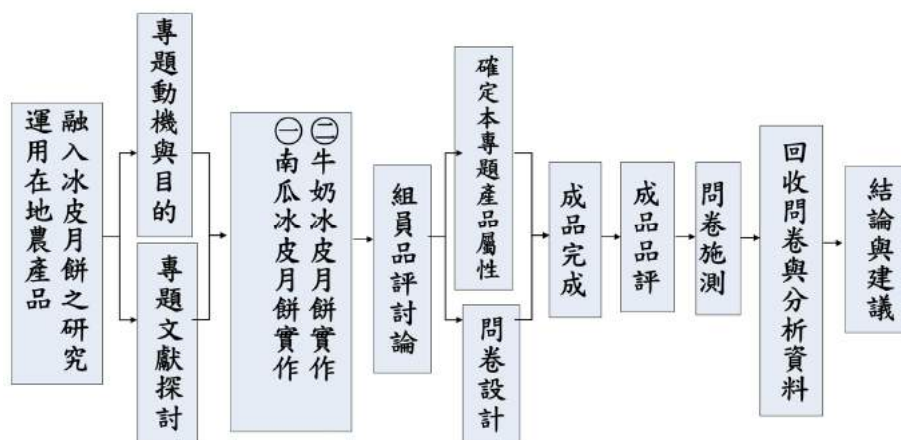 運用在地農產品
融入冰皮月餅之研究
專題動機與目的
專題文獻探討
㊀南瓜冰皮月餅實作
㊁牛奶冰皮月餅實作
組員品評討論
確定本專題產品屬性
問卷設計
成品完成
成品品評
問卷施測
回收問卷與分析資料
結論與建議